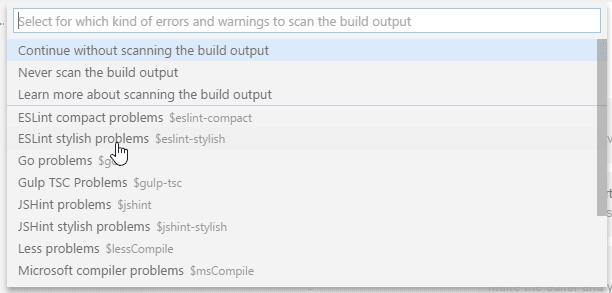 Select for which kind of errors and warnings to scan the build output
Continue without scanning the build output
Never scan the build output
Learn more about scanning the build output
ESLint compact problems $eslint-compact
ESLint stylish problems $eslint-stylish
Go problems
Gulp TSC Problems $gulp-tsc
JSHint problems $jshint
JSHint stylish problems $jshint-stylish
Less problems $lessCompile
Microsoft compiler problems $msCompile